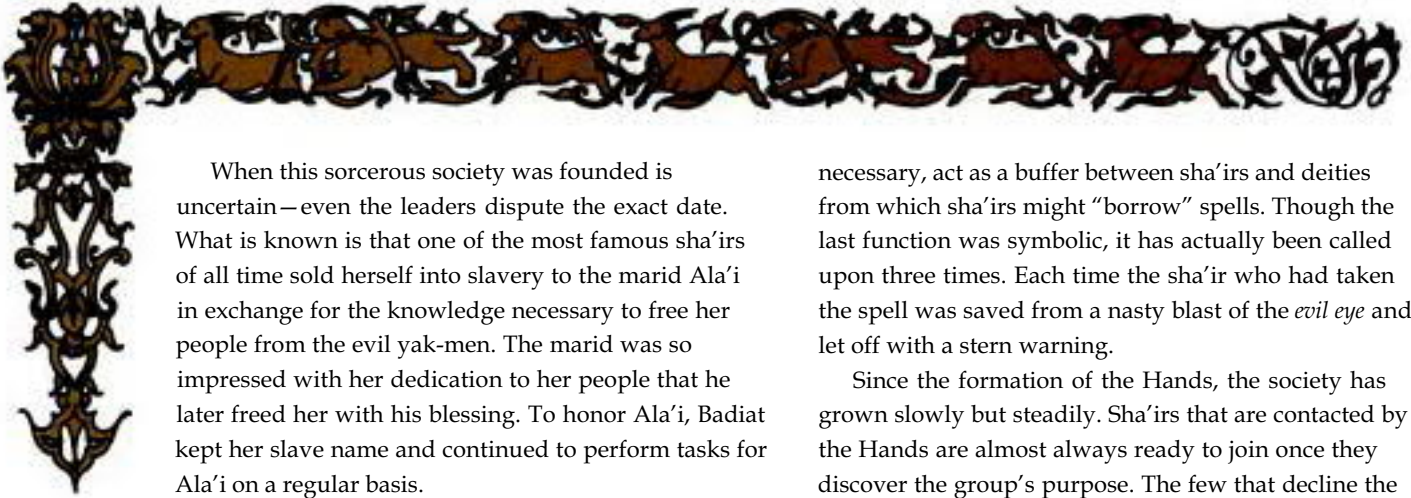 When this sorcerous society was founded is
uncertain—even the leaders dispute the exact date.
What is known is that one of the most famous sha’irs
of all time sold herself into slavery to the marid Ala’i
in exchange for the knowledge necessary to free her
people from the evil yak-men. The marid was so
impressed with her dedication to her people that he
later freed her with his blessing. To honor Ala’i, Badiat
kept her slave name and continued to perform tasks for
Ala’i on a regular basis.
necessary, act as a buffer between sha’irs and deities
from which sha’irs might “borrow” spells. Though the
last function was symbolic, it has actually been called
upon three times. Each time the sha’ir who had taken
the spell was saved from a nasty blast of the evil eye and
let off with a stern warning.
Since the formation of the Hands, the society has
grown slowly but steadily. Sha’irs that are contacted by
the Hands are almost always ready to join once they
discover the group’s purpose. The few that decline the